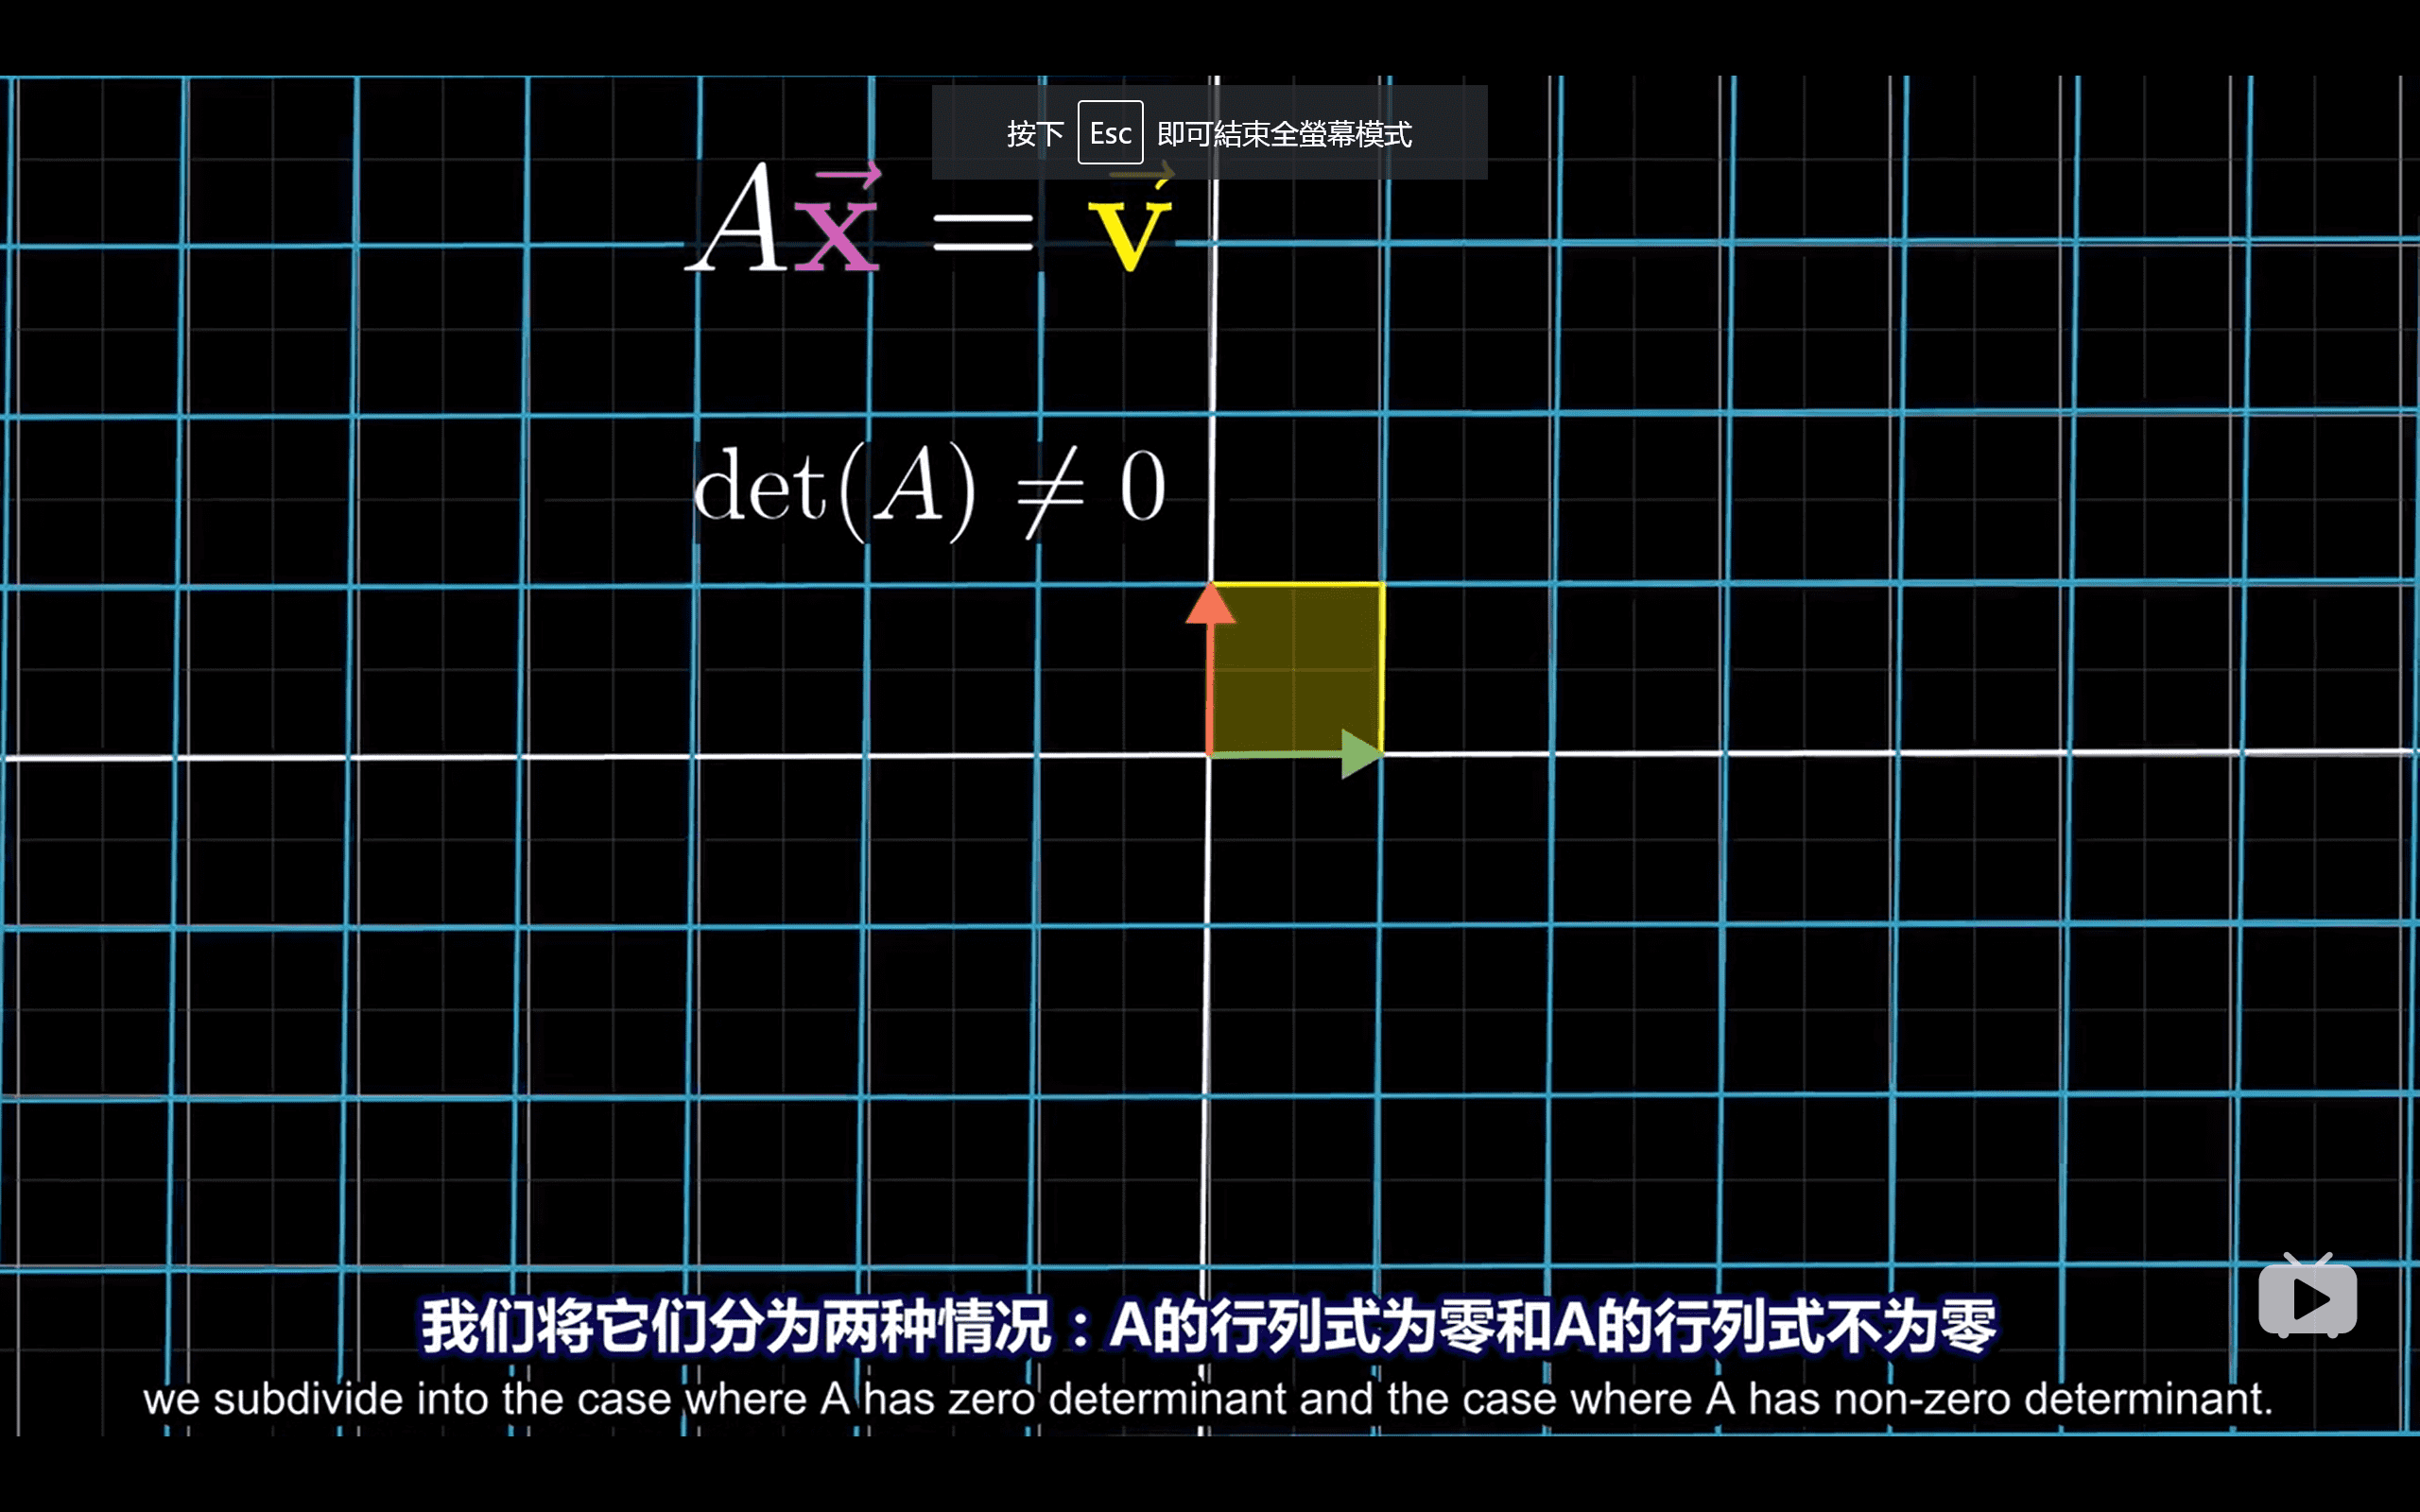 按下 Esc 即可結束全螢幕模式
A\vec{x} = \vec{v}
det(A) ≠ 0
我们将它们分为两种情况：A的行列式为零和A的行列式不为零
we subdivide into the case where A has zero determinant and the case where A has non-zero determinant.